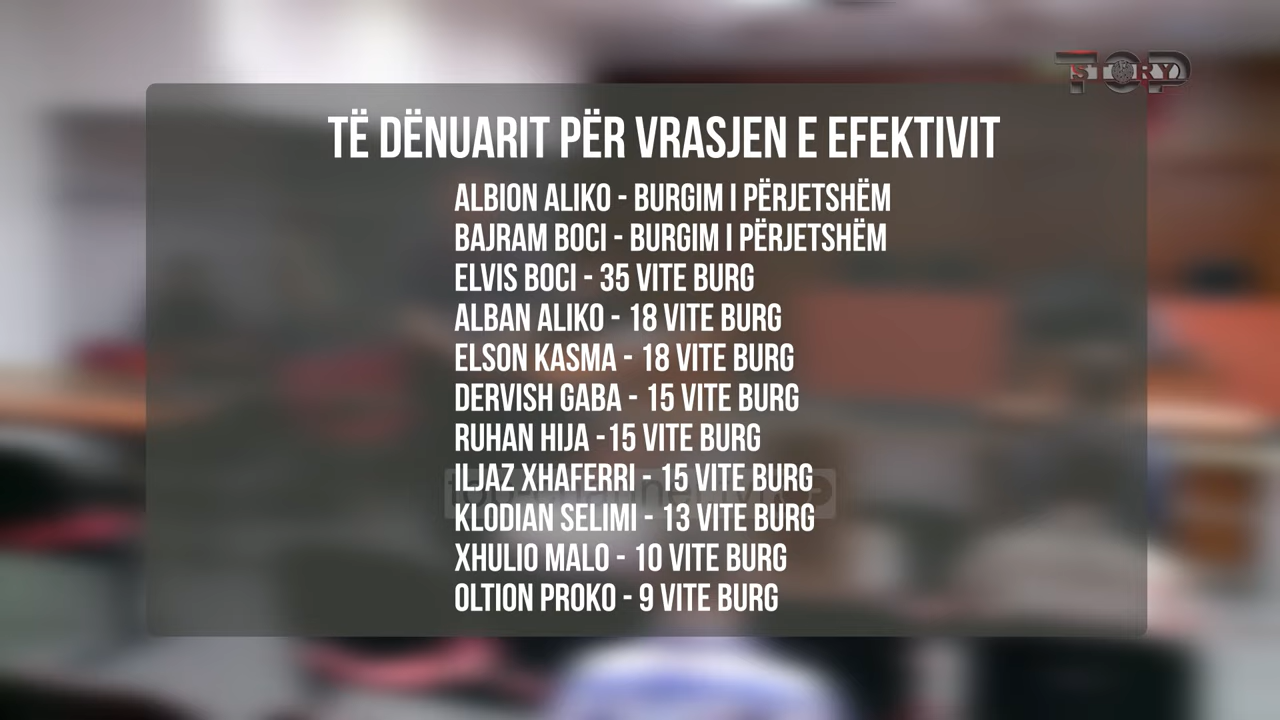 TOP
STORY
TË DËNUARIT PËR VRASJEN E EFEKTIVIT
ALBION ALIKO - BURGIM I PËRJETSHËM
BAJRAM BOCI - BURGIM I PËRJETSHËM
ELVIS BOCI - 35 VITE BURG
ALBAN ALIKO - 18 VITE BURG
ELSON KASMA - 18 VITE BURG
DERVISH GABA - 15 VITE BURG
RUHAN HIJA -15 VITE BURG
ILJAZ XHAFERRI - 15 VITE BURG
KLODIAN SELIMI - 13 VITE BURG
XHULIO MALO - 10 VITE BURG
OLTION PROKO - 9 VITE BURG